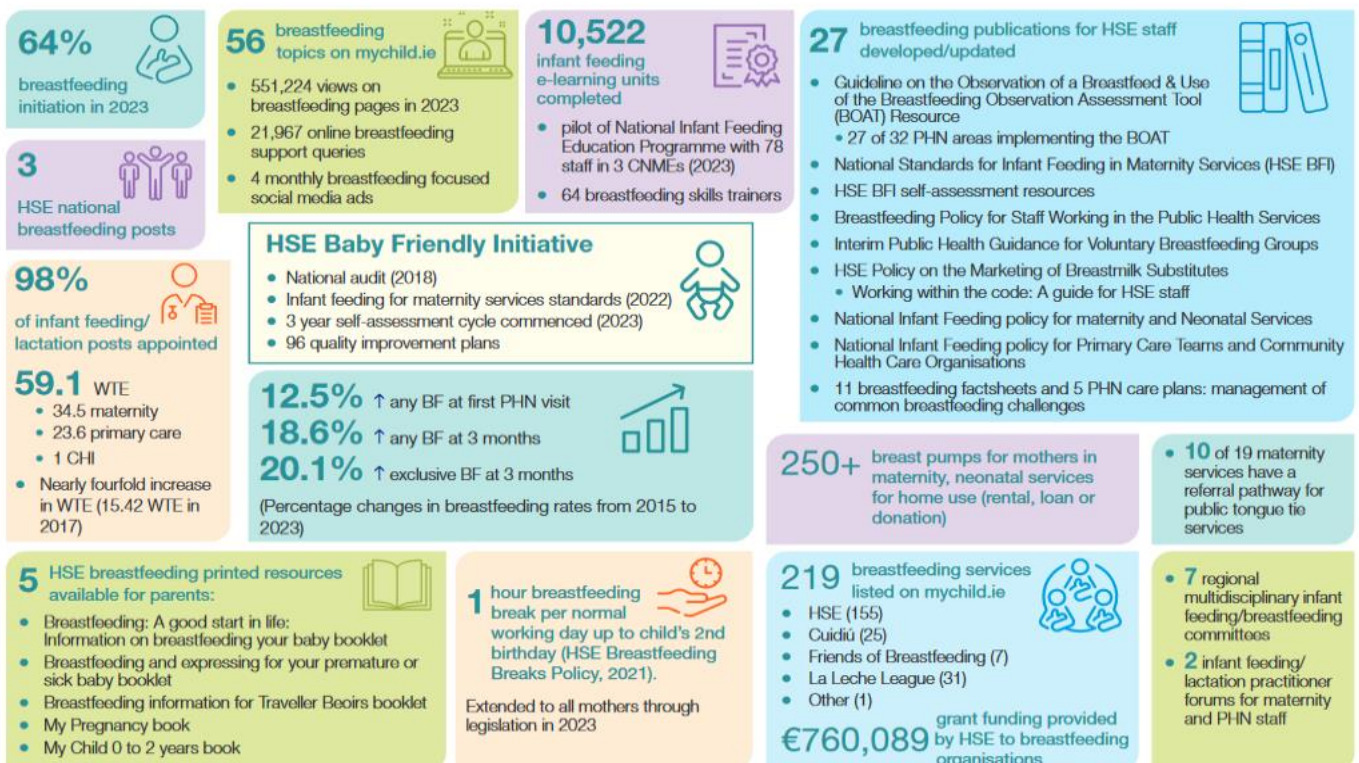 64%
breastfeeding
initiation in 2023
3
HSE national
breastfeeding posts
98%
of infant feeding/
lactation posts appointed
59.1 WTE
• 34.5 maternity
• 23.6 primary care
• 1 CHI
• Nearly fourfold increase
in WTE (15.42 WTE in
2017)
56 breastfeeding
topics on mychild.ie
• 551,224 views on
breastfeeding pages in 2023
• 21,967 online breastfeeding
support queries
• 4 monthly breastfeeding focused
social media ads
10,522
infant feeding
e-learning units
completed
• pilot of National Infant Feeding
Education Programme with 78
staff in 3 CNMEs (2023)
• 64 breastfeeding skills trainers
HSE Baby Friendly Initiative
• National audit (2018)
• Infant feeding for maternity services standards (2022)
• 3 year self-assessment cycle commenced (2023)
• 96 quality improvement plans
12.5% ↑ any BF at first PHN visit
18.6% ↑ any BF at 3 months
20.1% ↑ exclusive BF at 3 months
(Percentage changes in breastfeeding rates from 2015 to
2023)
27 breastfeeding publications for HSE staff
developed/updated
• Guideline on the Observation of a Breastfeed & Use
of the Breastfeeding Observation Assessment Tool
(BOAT) Resource
• 27 of 32 PHN areas implementing the BOAT
• National Standards for Infant Feeding in Maternity Services (HSE BFI)
• HSE BFI self-assessment resources
• Breastfeeding Policy for Staff Working in the Public Health Services
• Interim Public Health Guidance for Voluntary Breastfeeding Groups
• HSE Policy on the Marketing of Breastmilk Substitutes
• Working within the code: A guide for HSE staff
• National Infant Feeding policy for maternity and Neonatal Services
• National Infant Feeding policy for Primary Care Teams and Community
Health Care Organisations
• 11 breastfeeding factsheets and 5 PHN care plans: management of
common breastfeeding challenges
250+ breast pumps for mothers in
maternity, neonatal services
for home use (rental, loan or
donation)
• 10 of 19 maternity
services have a
referral pathway for
public tongue tie
services
5 HSE breastfeeding printed resources
available for parents:
• Breastfeeding: A good start in life:
Information on breastfeeding your baby booklet
• Breastfeeding and expressing for your premature or
sick baby booklet
• Breastfeeding information for Traveller Beoirs booklet
• My Pregnancy book
• My Child 0 to 2 years book
1 hour breastfeeding
break per normal
working day up to child's 2nd
birthday (HSE Breastfeeding
Breaks Policy, 2021).
Extended to all mothers through
legislation in 2023
219 breastfeeding services
listed on mychild.ie
• HSE (155)
• Cuidiú (25)
• Friends of Breastfeeding (7)
• La Leche League (31)
• Other (1)
€760,089 grant funding provided
by HSE to breastfeeding
organisations
• 7 regional
multidisciplinary infant
feeding/breastfeeding
committees
• 2 infant feeding/
lactation practitioner
forums for maternity
and PHN staff